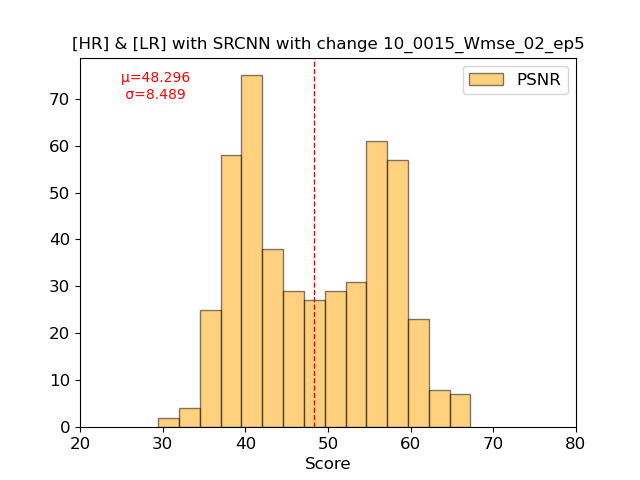 [HR] & [LR] with SRCNN with change 10_0015_Wmse_02_ep5
μ=48.296
σ=8.489
PSNR
70
60
50
40
30
20
10
0
20 30 40 50 60 70 80
Score